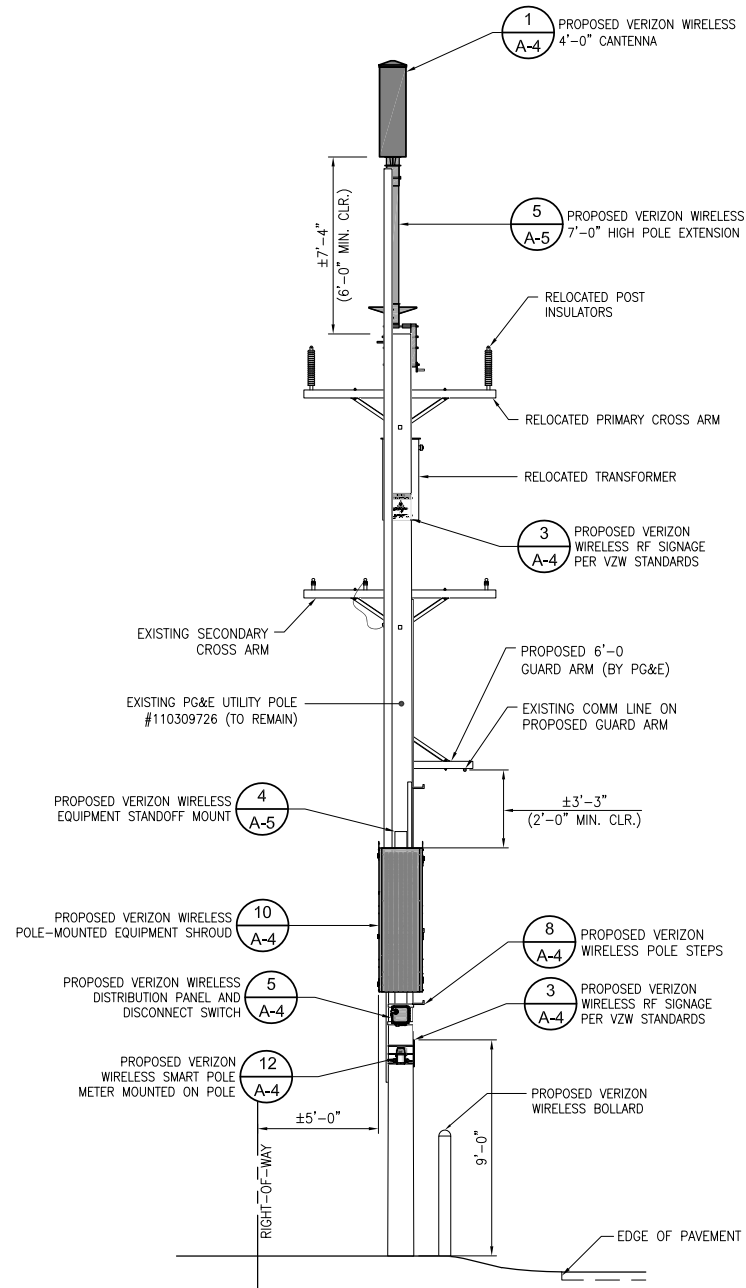 1
A-4
PROPOSED VERIZON WIRELESS
4'-0" CANTENNA
±7'-4"
(6'-0" MIN. CLR.)
5
A-5
PROPOSED VERIZON WIRELESS
7'-0" HIGH POLE EXTENSION
RELOCATED POST
INSULATORS
RELOCATED PRIMARY CROSS ARM
RELOCATED TRANSFORMER
3
A-4
PROPOSED VERIZON
WIRELESS RF SIGNAGE
PER VZW STANDARDS
EXISTING SECONDARY
CROSS ARM
PROPOSED 6'-0
GUARD ARM (BY PG&E)
EXISTING PG&E UTILITY POLE
#110309726 (TO REMAIN)
EXISTING COMM LINE ON
PROPOSED GUARD ARM
±3'-3"
(2'-0" MIN. CLR.)
PROPOSED VERIZON WIRELESS
EQUIPMENT STANDOFF MOUNT
4
A-5
PROPOSED VERIZON WIRELESS
POLE-MOUNTED EQUIPMENT SHROUD
10
A-4
8
A-4
PROPOSED VERIZON
WIRELESS POLE STEPS
PROPOSED VERIZON WIRELESS
DISTRIBUTION PANEL AND
DISCONNECT SWITCH
5
A-4
3
A-4
PROPOSED VERIZON
WIRELESS RF SIGNAGE
PER VZW STANDARDS
PROPOSED VERIZON
WIRELESS SMART POLE
METER MOUNTED ON POLE
12
A-4
PROPOSED VERIZON
WIRELESS BOLLARD
±5'-0"
9'-0"
RIGHT-OF-WAY
EDGE OF PAVEMENT